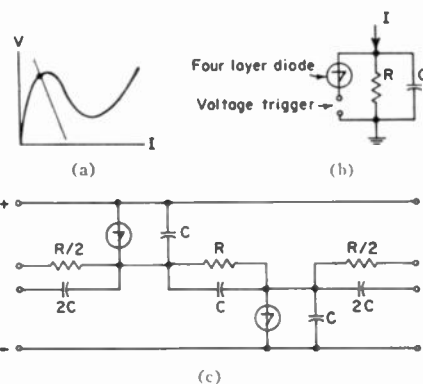 V
I
(a)
I
Four layer diode
Voltage trigger
R
C
(b)
+
C
R/2
R
R/2
2C
C
2C
C
-
(c)